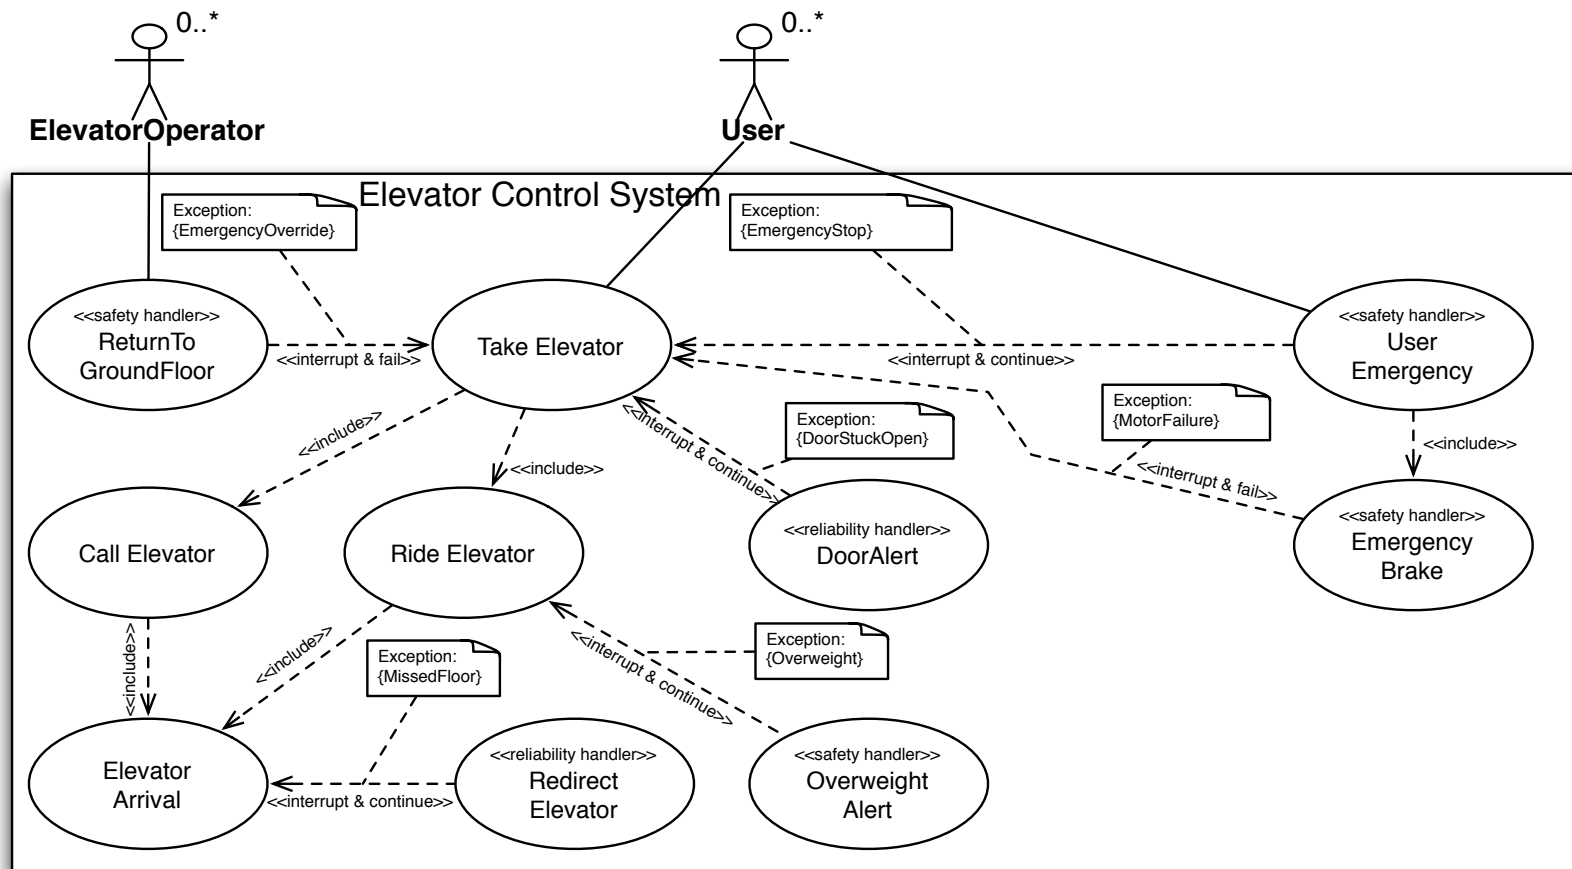 0..*
0..*
ElevatorOperator
User
Elevator Control System
Exception:
{EmergencyOverride}
Exception:
{EmergencyStop}
<<safety handler>>
ReturnTo
GroundFloor
<<interrupt & fail>>
Take Elevator
<<interrupt & continue>>
<<safety handler>>
User
Emergency
Exception:
{MotorFailure}
Exception:
{DoorStuckOpen}
<<include>>
<<include>>
<<interrupt & continue>>
<<interrupt & fail>>
<<include>>
Call Elevator
Ride Elevator
<<reliability handler>>
DoorAlert
<<safety handler>>
Emergency
Brake
<<include>>
<<include>>
Exception:
{MissedFloor}
<<interrupt & continue>>
Exception:
{Overweight}
Elevator
Arrival
<<interrupt & continue>>
<<reliability handler>>
Redirect
Elevator
<<safety handler>>
Overweight
Alert